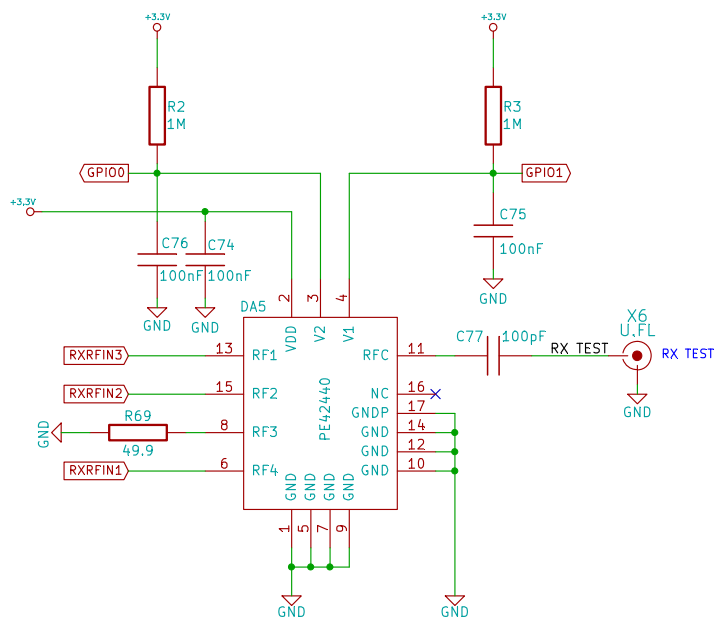 +3.3V
+3.3V
R2
1M
R3
1M
GPIO0
GPIO1
+3.3V
C76
100nF
C74
100nF
C75
100nF
GND
GND
GND
DA5
2
3
4
VDD
V2
V1
X6
U.FL
C77
100pF
RX TEST
RX TEST
RXRFIN3
13
RF1
RFC
11
RXRFIN2
15
RF2
NC
16
GND
PE42440
GNDP
17
GND
R69
49.9
8
RF3
GND
14
GND
12
RXRFIN1
6
RF4
GND
10
GND
GND
GND
GND
1
5
7
9
GND
GND